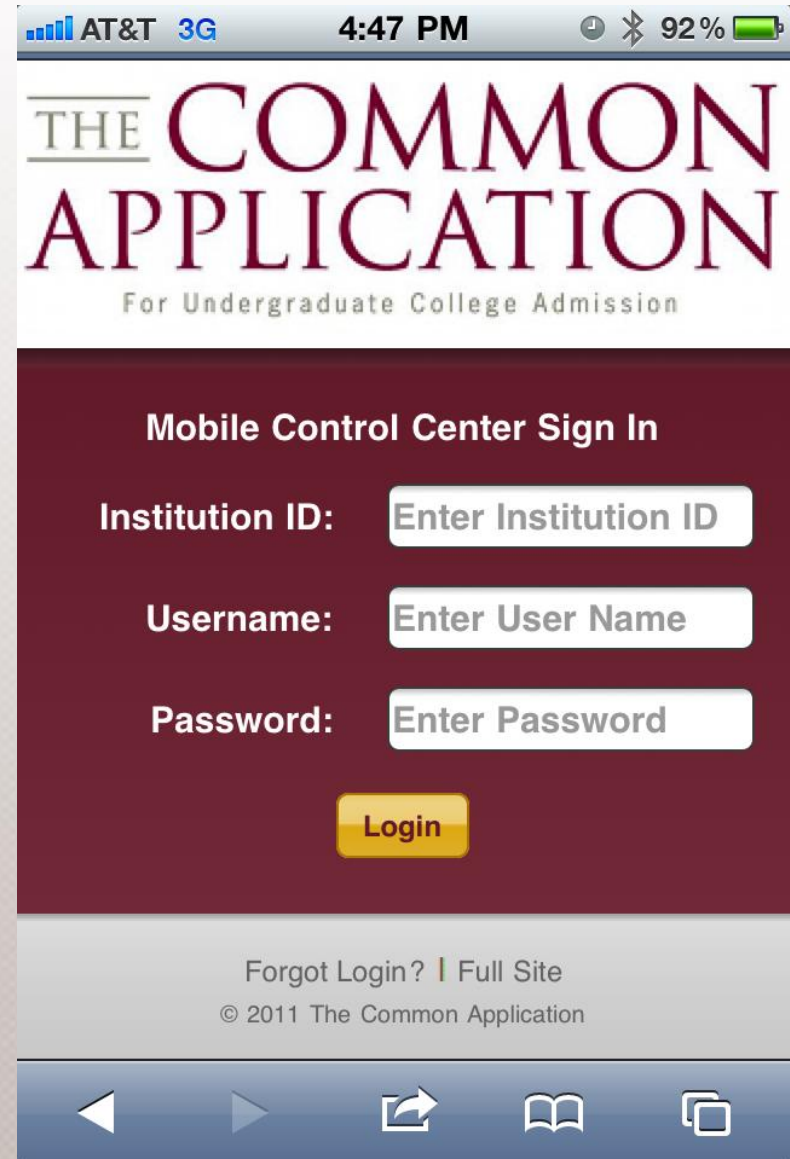 AT&T 3G 4:47 PM 92%
THE COMMON
APPLICATION
For Undergraduate College Admission
Mobile Control Center Sign In
Institution ID: Enter Institution ID
Username: Enter User Name
Password: Enter Password
Login
Forgot Login? | Full Site
© 2011 The Common Application